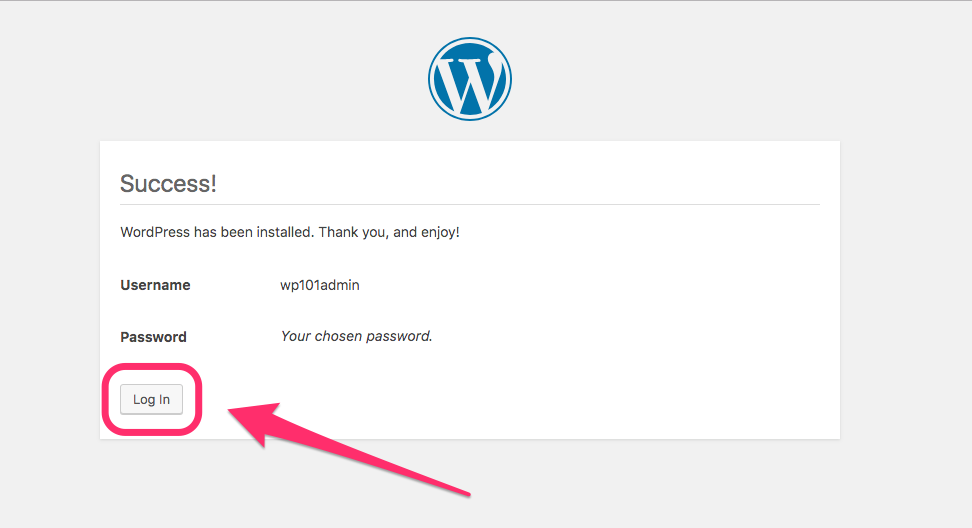 Success!
WordPress has been installed. Thank you, and enjoy!
Username wp101admin
Password Your chosen password.
Log In